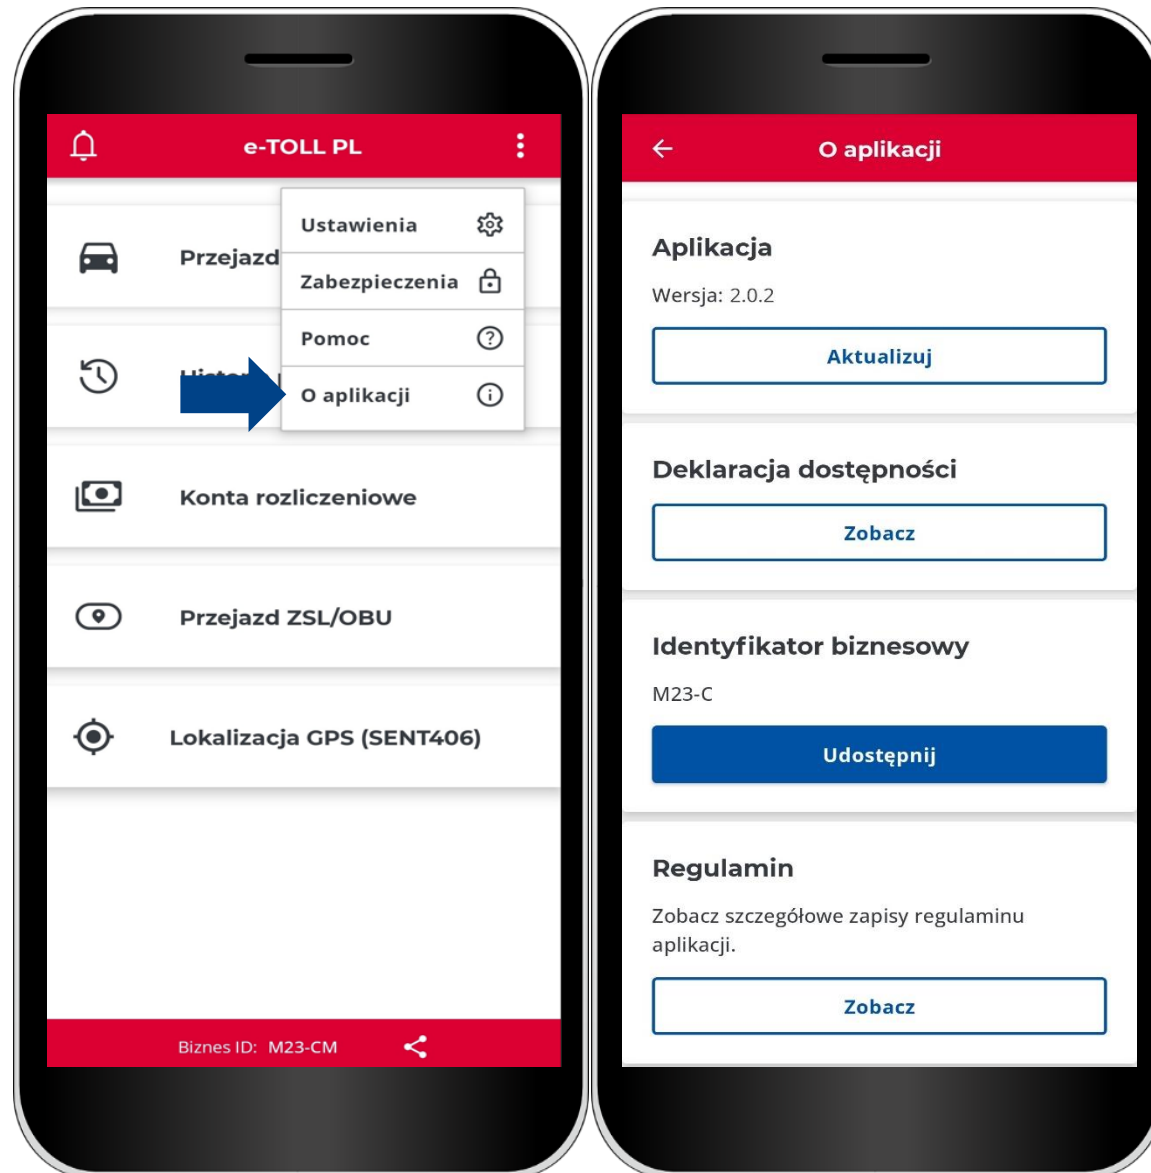 e-TOLL PL
Ustawienia
Przejazd
Zabezpieczenia
Pomoc
O aplikacji
Konta rozliczeniowe
Przejazd ZSL/OBU
Lokalizacja GPS (SENT406)
Biznes ID: M23-CM
O aplikacji
Aplikacja
Wersja: 2.0.2
Aktualizuj
Deklaracja dostępności
Zobacz
Identyfikator biznesowy
M23-C
Udostępnij
Regulamin
Zobacz szczegółowe zapisy regulaminu
aplikacji.
Zobacz